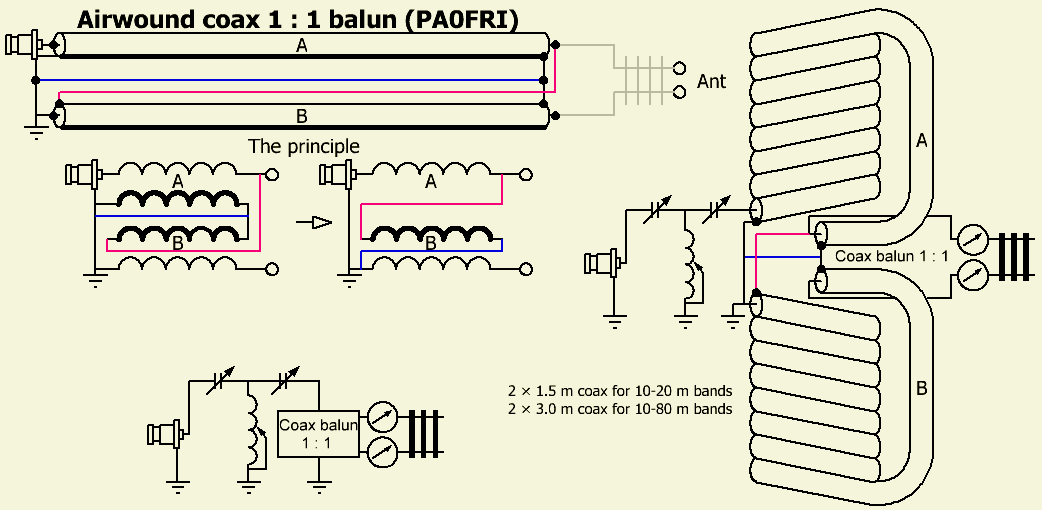 Airwound coax 1 : 1 balun (PA0FRI)
A
B
Ant
The principle
A
B
A
B
A
Coax balun 1 : 1
B
2 × 1.5 m coax for 10-20 m bands
2 × 3.0 m coax for 10-80 m bands
Coax balun
1 : 1